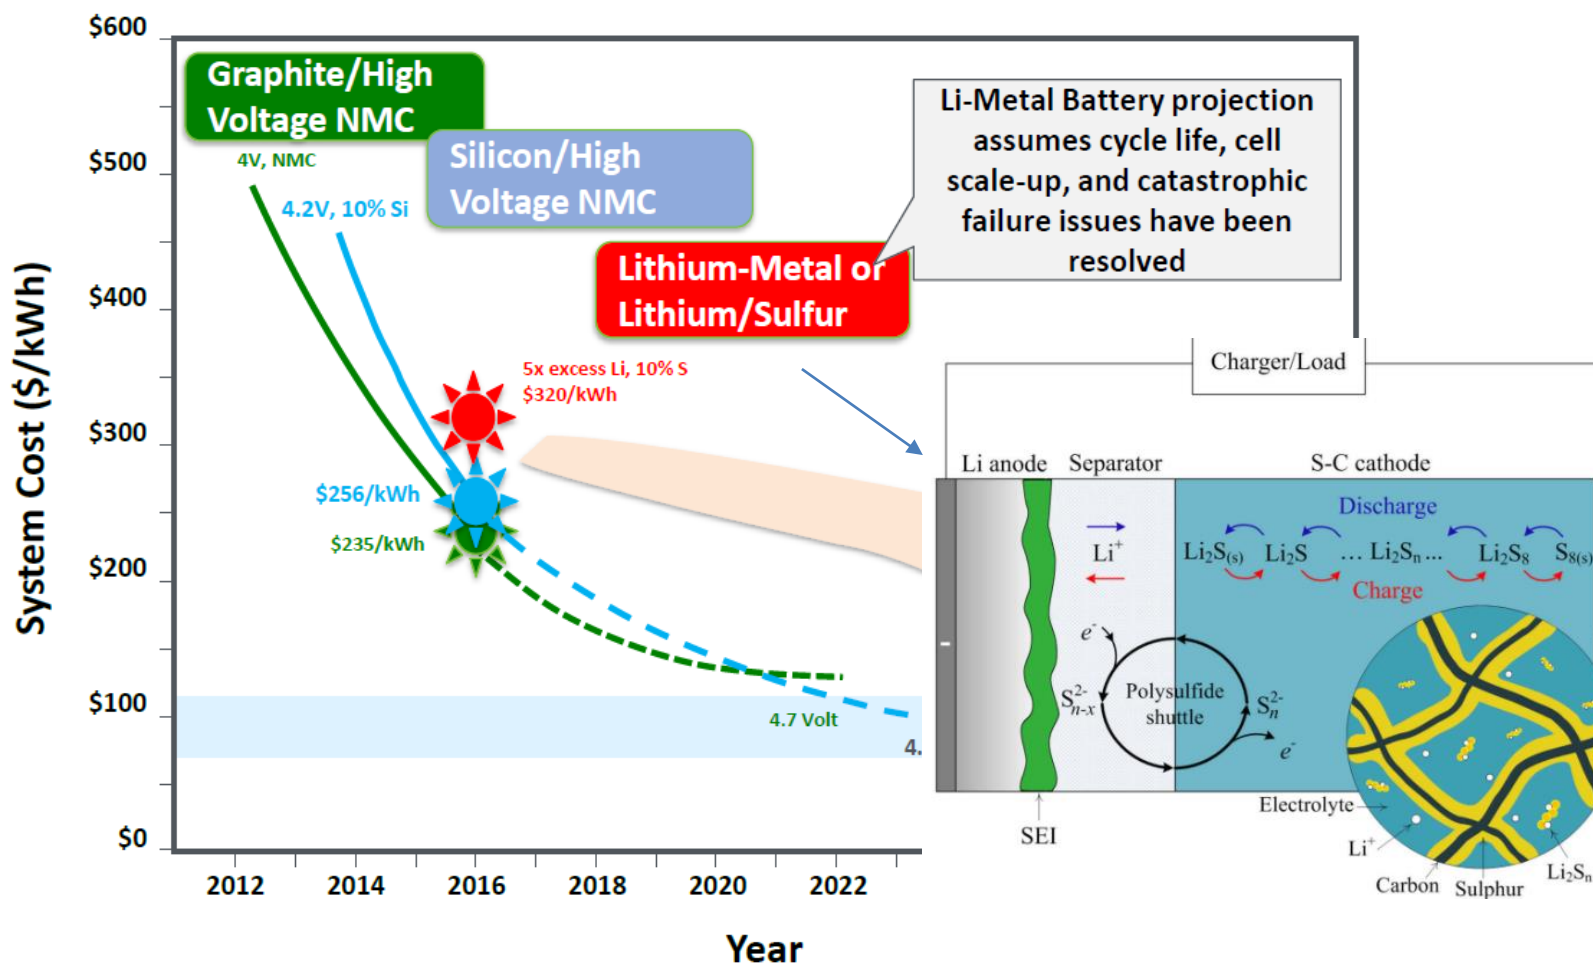 $600
$500
$400
$300
$200
$100
$0
System Cost ($/kWh)
2012
2014
2016
2018
2020
2022
Year
Graphite/High
Voltage NMC
4V, NMC
Silicon/High
Voltage NMC
4.2V, 10% Si
Lithium-Metal or
Lithium/Sulfur
Li-Metal Battery projection
assumes cycle life, cell
scale-up, and catastrophic
failure issues have been
resolved
5x excess Li, 10% S
$320/kWh
$256/kWh
$235/kWh
4.7 Volt
4.
Charger/Load
Li anode
Separator
S-C cathode
Discharge
Li⁺
Li₂S(s)
Li₂S
... Li₂Sₙ ...
Li₂S₈
S₈(s)
Charge
-
e⁻
Sₙ₋ₓ²⁻
Polysulfide
shuttle
Sₙ²⁻
e⁻
SEI
Electrolyte
Li⁺
Carbon
Sulphur
Li₂Sₙ